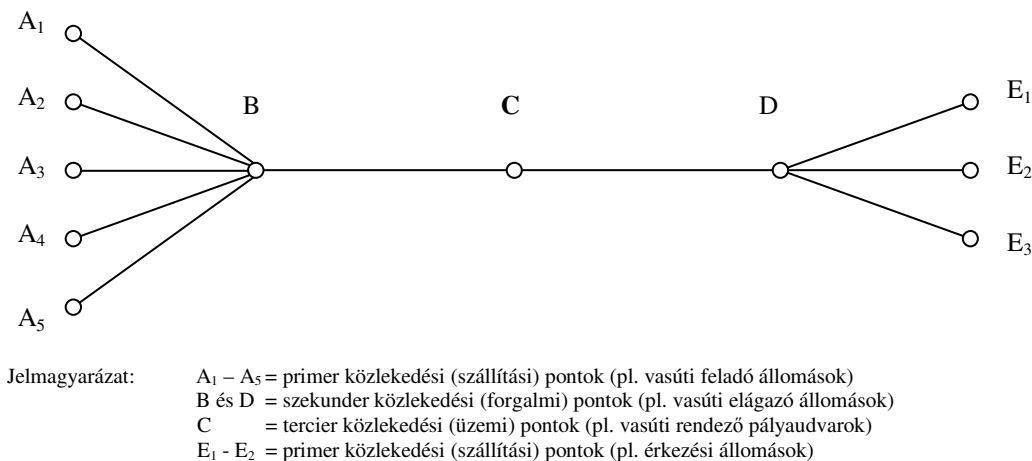 A₁
A₂
B
C
D
E₁
A₃
E₂
A₄
E₃
A₅
Jelmagyarázat: A₁ – A₅ = primer közlekedési (szállítási) pontok (pl. vasúti feladó állomások)
B és D = szekunder közlekedési (forgalmi) pontok (pl. vasúti elágazó állomások)
C = tercier közlekedési (üzemi) pontok (pl. vasúti rendező pályaudvarok)
E₁ - E₂ = primer közlekedési (szállítási) pontok (pl. érkezési állomások)